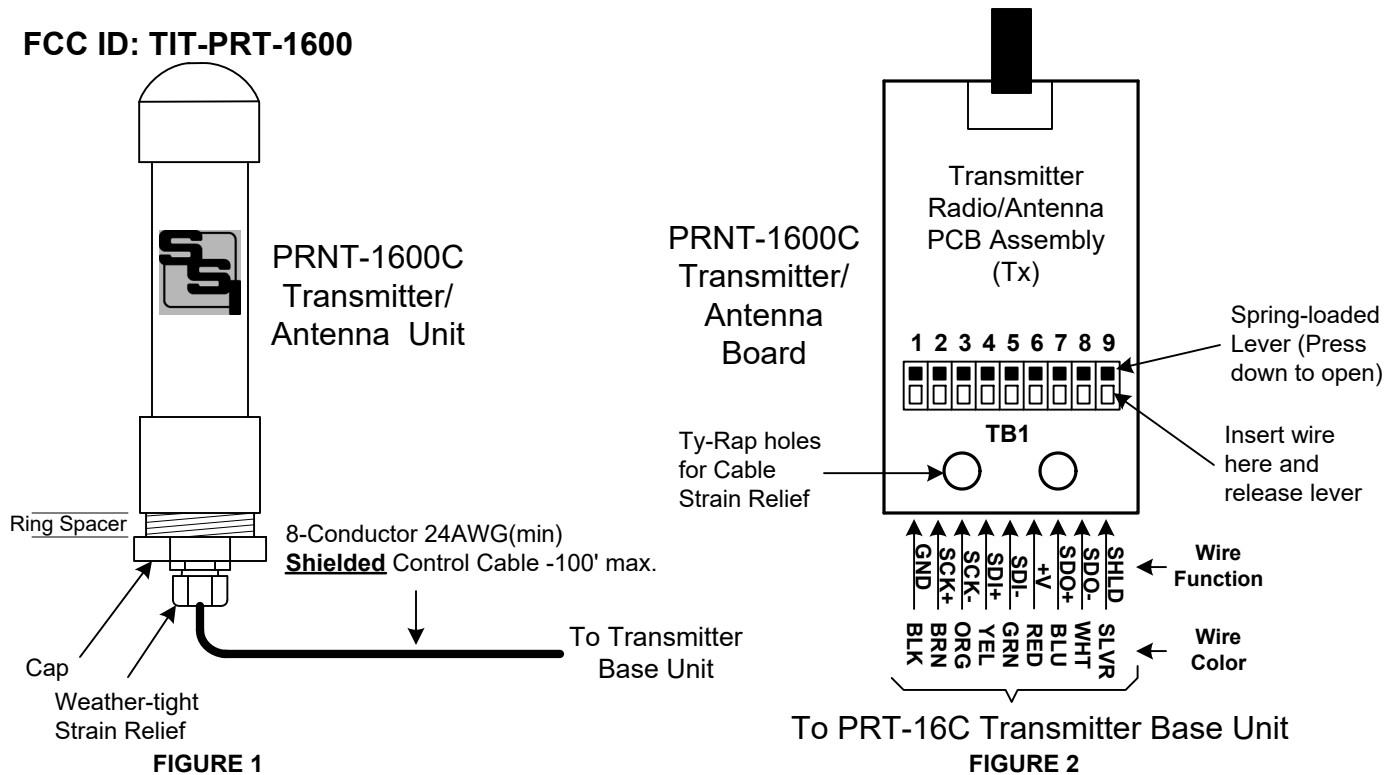 FCC ID: TIT-PRT-1600
SSI
PRNT-1600C
Transmitter/
Antenna Unit
Ring Spacer
8-Conductor 24AWG(min)
Shielded Control Cable -100' max.
To Transmitter
Base Unit
Cap
Weather-tight
Strain Relief
FIGURE 1
Transmitter
Radio/Antenna
PCB Assembly
(Tx)
PRNT-1600C
Transmitter/
Antenna
Board
1 2 3 4 5 6 7 8 9
Spring-loaded
Lever (Press
down to open)
TB1
Ty-Rap holes
for Cable
Strain Relief
Insert wire
here and
release lever
GND
SCK+
SCK-
SDI+
SDI-
+V
SDO+
SDO-
SHLD
Wire
Function
BLK
BRN
ORG
YEL
GRN
RED
BLU
WHT
SLVR
Wire
Color
To PRT-16C Transmitter Base Unit
FIGURE 2